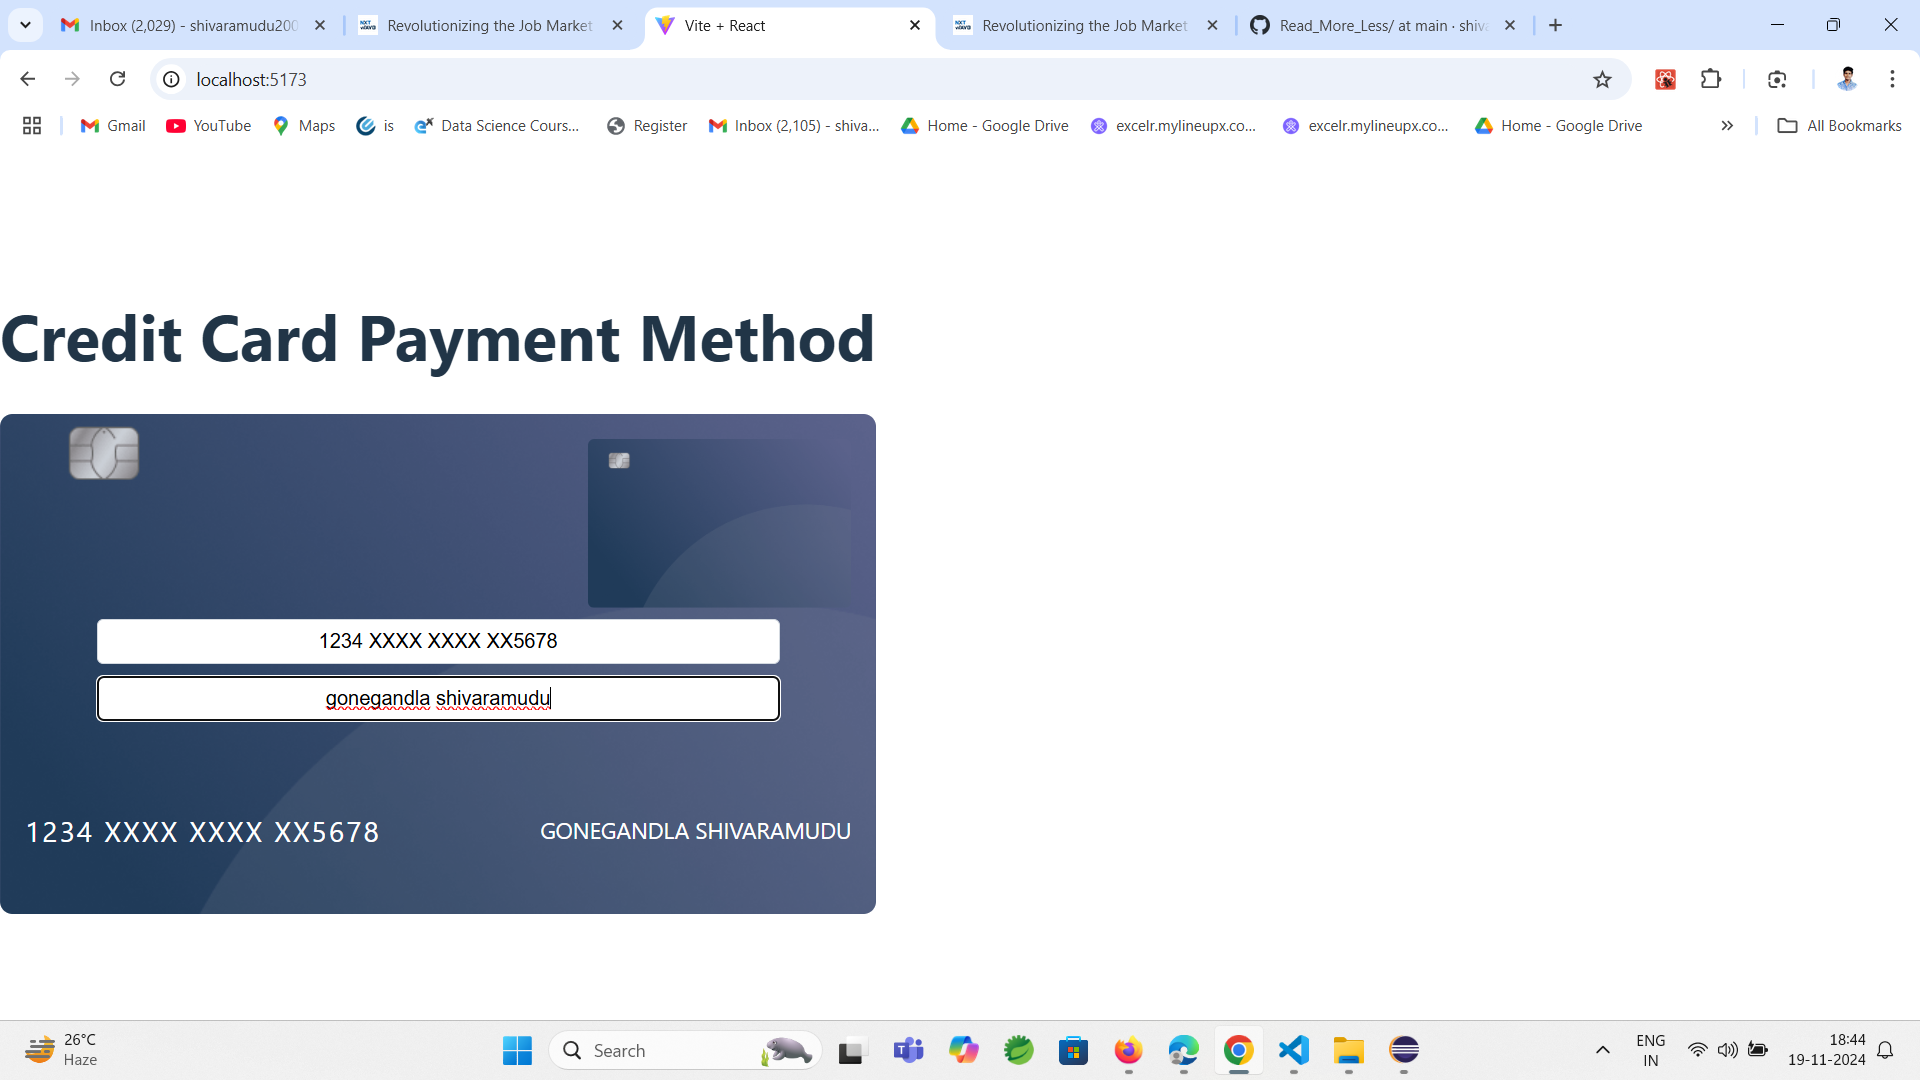 Inbox (2,029) - shivaramudu200
Revolutionizing the Job Market
Vite + React
Revolutionizing the Job Market
Read_More_Less/ at main · shiva
localhost:5173
Gmail
YouTube
Maps
is
Data Science Cours...
Register
Inbox (2,105) - shiva...
Home - Google Drive
excelr.mylineupx.co...
excelr.mylineupx.co...
Home - Google Drive
All Bookmarks
Credit Card Payment Method
1234 XXXX XXXX XX5678
gonegandla shivaramudu
1234 XXXX XXXX XX5678
GONEGANDLA SHIVARAMUDU
26°C
Haze
Search
ENG
IN
18:44
19-11-2024